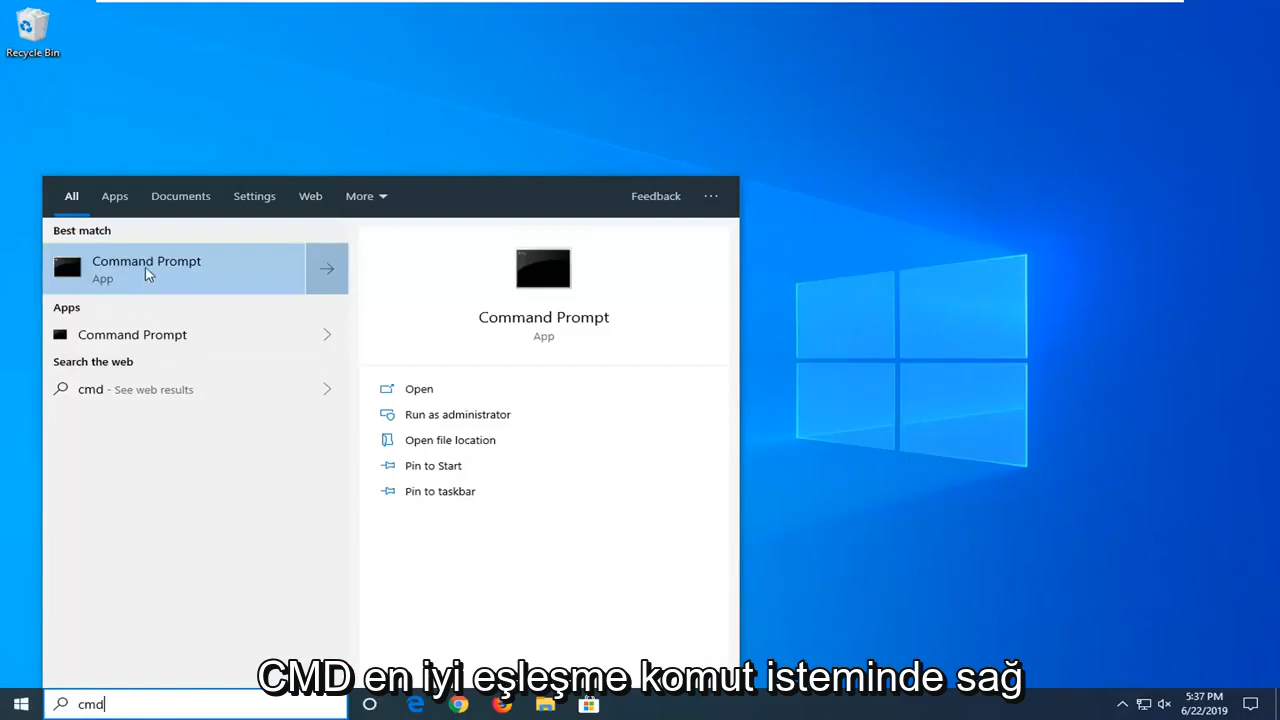 Recycle Bin
All Apps Documents Settings Web More Feedback ...
Best match
Command Prompt
App
Apps
Command Prompt
Search the web
cmd - See web results
Command Prompt
App
Open
Run as administrator
Open file location
Pin to Start
Pin to taskbar
CMD en iyi eşleşme komut isteminde sağ
cmd
5:37 PM
6/22/2019